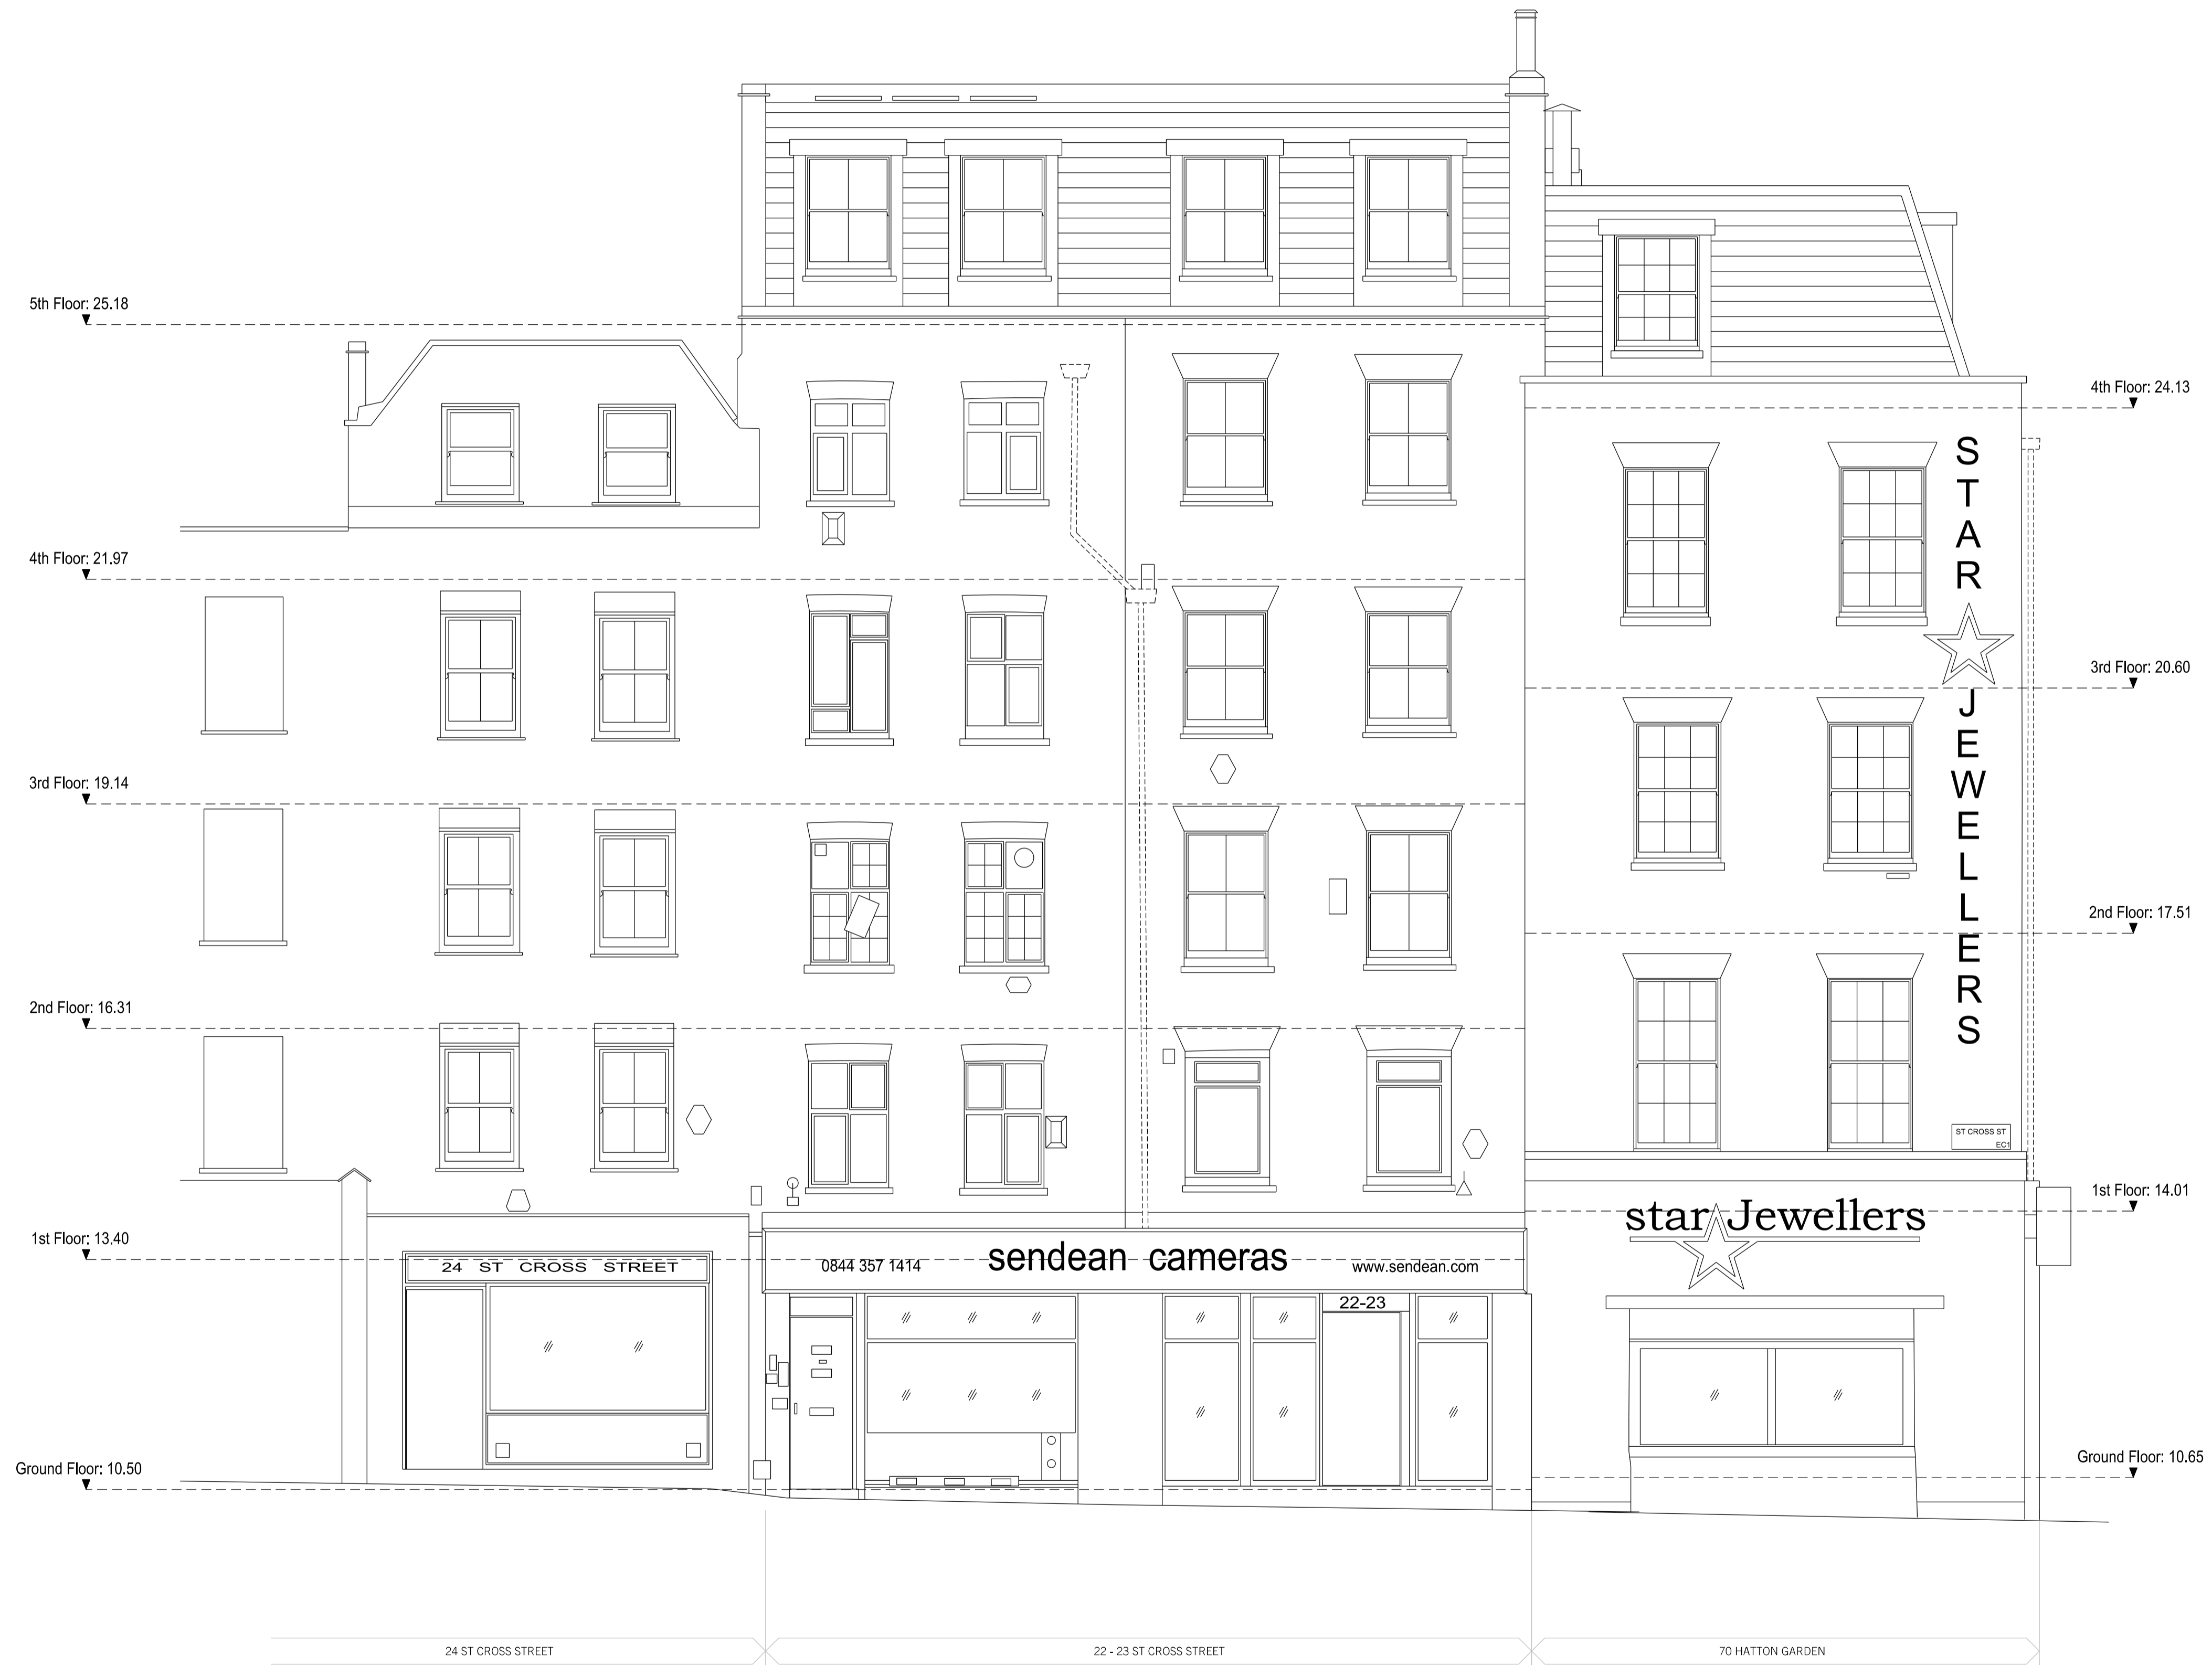 5th Floor: 25.18
4th Floor: 24.13
STAR
JEWELLERS
4th Floor: 21.97
3rd Floor: 20.60
3rd Floor: 19.14
2nd Floor: 17.51
2nd Floor: 16.31
ST CROSS ST
EC1
1st Floor: 14.01
star Jewellers
1st Floor: 13.40
24 ST CROSS STREET
0844 357 1414
sendean cameras
www.sendean.com
22-23
Ground Floor: 10.50
Ground Floor: 10.65
24 ST CROSS STREET
22 - 23 ST CROSS STREET
70 HATTON GARDEN